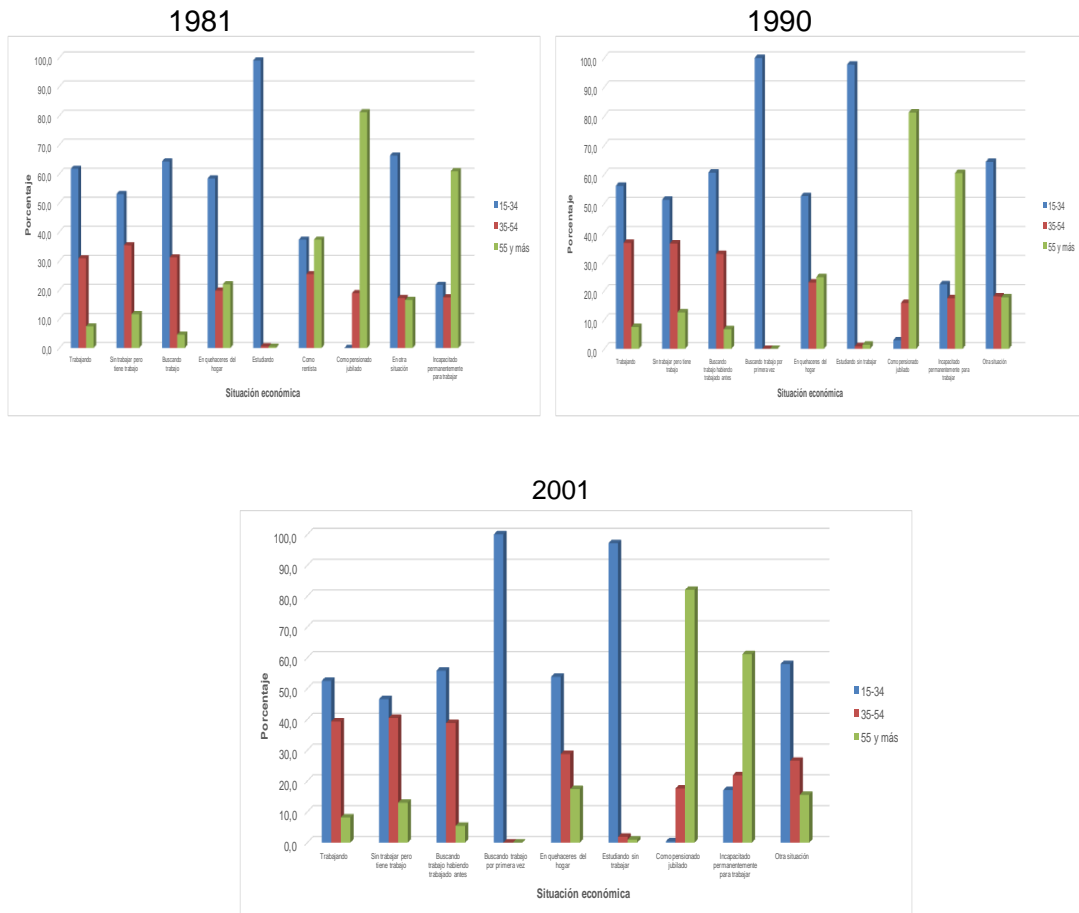 1981
100,0
90,0
80,0
70,0
60,0
50,0
40,0
30,0
20,0
10,0
0,0
Porcentaje
Trabajando
Sin trabajar pero
tiene trabajo
Buscando
trabajo
En quehaceres del
hogar
Estudiando
Como
rentista
Como pensionado
jubilado
En otra
situación
Incapacitado
permanentemente
para trabajar
Situación económica
15-34
35-54
55 y más
1990
100,0
90,0
80,0
70,0
60,0
50,0
40,0
30,0
20,0
10,0
0,0
Porcentaje
Trabajando
Sin trabajar pero tiene
trabajo
Buscando
trabajo habiendo
trabajado antes
Buscando trabajo por
primera vez
En quehaceres del
hogar
Estudiando sin trabajar
Como pensionado
jubilado
Incapacitado
permanentemente para
trabajar
Otra situación
Situación económica
15-34
35-54
55 y más
2001
100,0
90,0
80,0
70,0
60,0
50,0
40,0
30,0
20,0
10,0
0,0
Porcentaje
Trabajando
Sin trabajar pero
tiene trabajo
Buscando
trabajo habiendo
trabajado antes
Buscando trabajo
por primera vez
En quehaceres del
hogar
Estudiando sin
trabajar
Como pensionado
jubilado
Incapacitado
permanentemente
para trabajar
Otra situación
Situación económica
15-34
35-54
55 y más